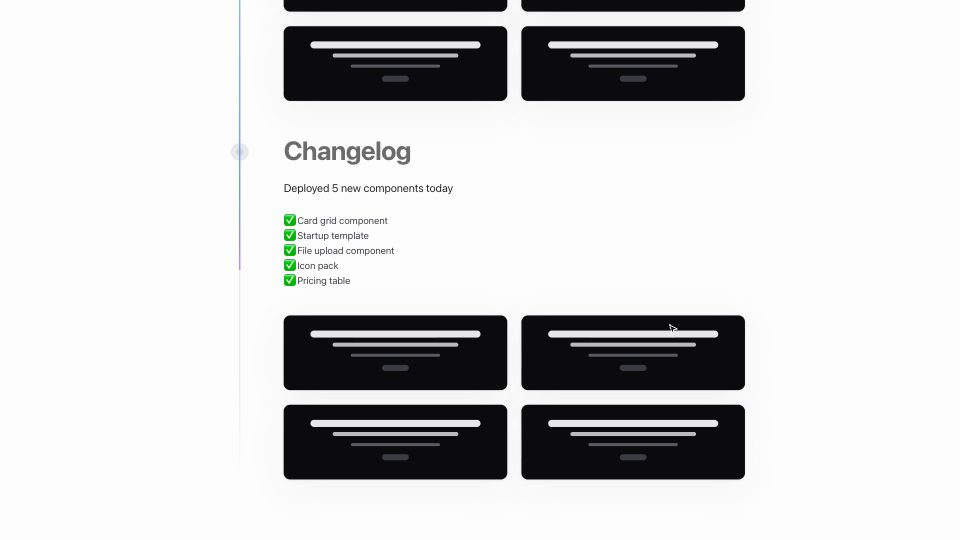 Changelog
Deployed 5 new components today
✅Card grid component
✅Startup template
✅File upload component
✅Icon pack
✅Pricing table